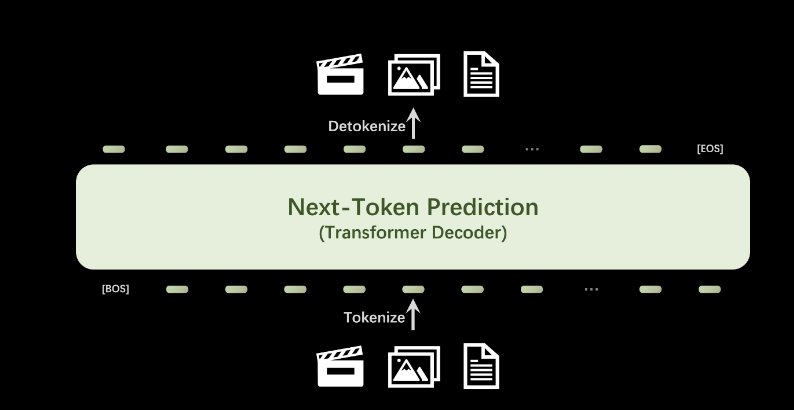 Detokenize
... [EOS]
Next-Token Prediction
(Transformer Decoder)
[BOS] ...
Tokenize